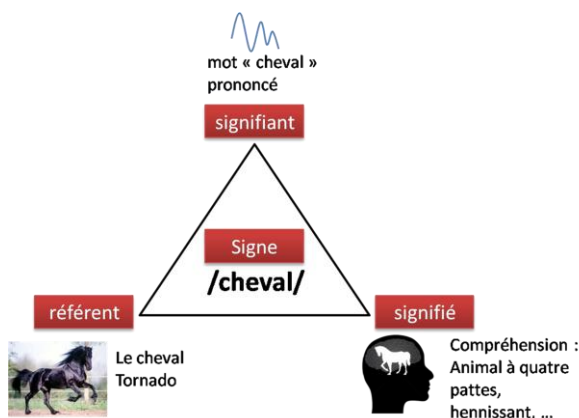 mot « cheval »
prononcé
signifiant
Signe
/cheval/
référent
signifié
Le cheval
Tornado
Compréhension :
Animal à quatre
pattes,
hennissant, ...